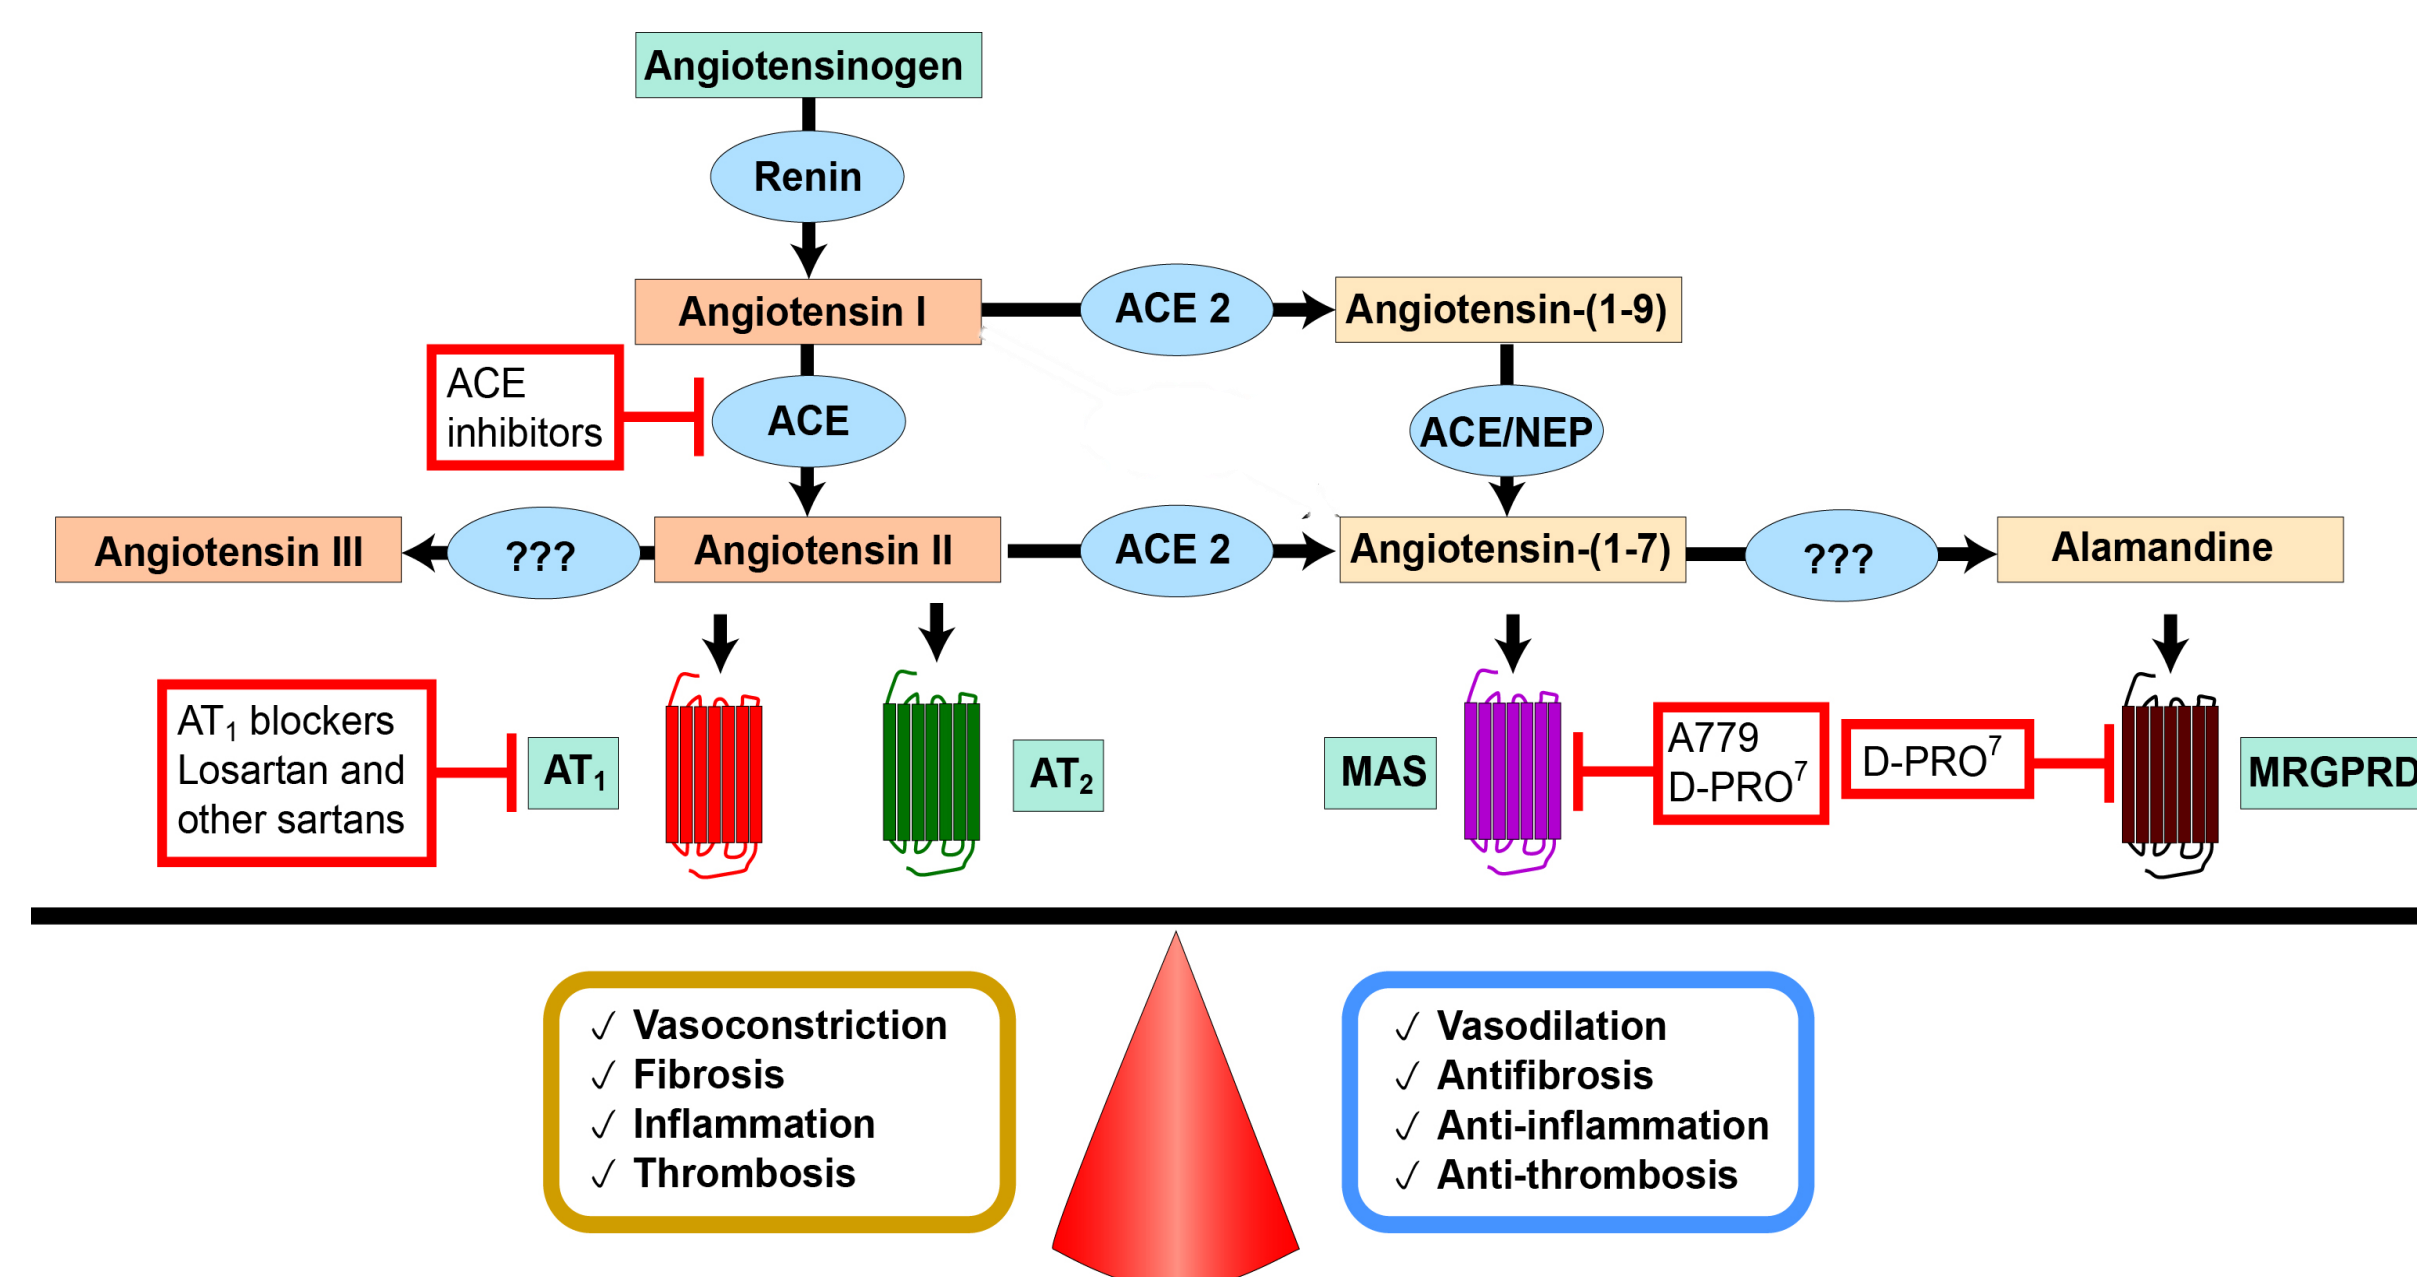 Angiotensinogen
Renin
Angiotensin I
ACE 2
Angiotensin-(1-9)
ACE
inhibitors
ACE
ACE/NEP
Angiotensin III
???
Angiotensin II
ACE 2
Angiotensin-(1-7)
???
Alamandine
AT₁ blockers
Losartan and
other sartans
AT₁
AT₂
MAS
A779
D-PRO⁷
D-PRO⁷
MRGPRD
✓ Vasoconstriction
✓ Fibrosis
✓ Inflammation
✓ Thrombosis
✓ Vasodilation
✓ Antifibrosis
✓ Anti-inflammation
✓ Anti-thrombosis